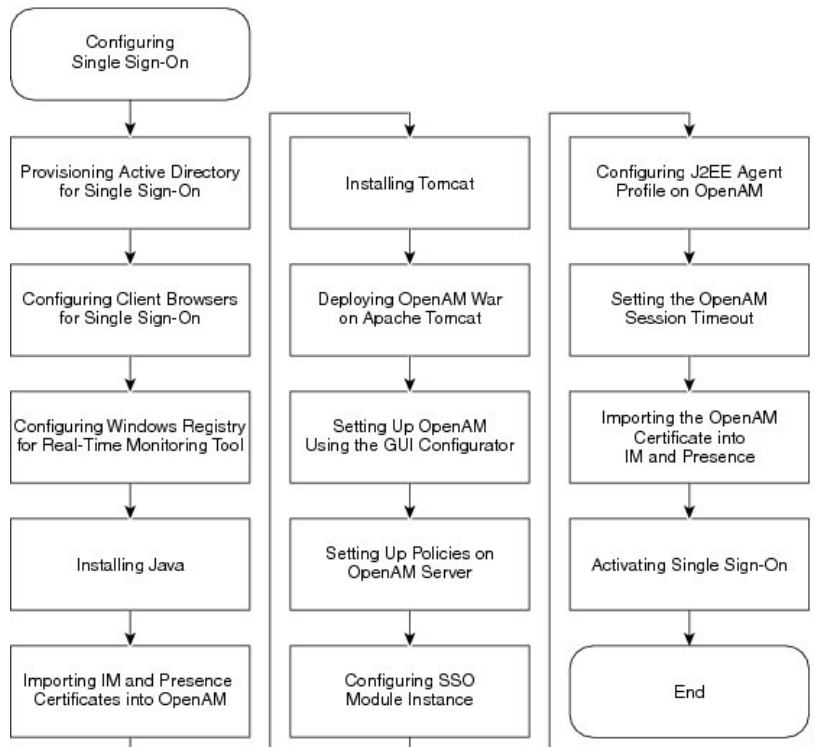 Configuring
Single Sign-On
Provisioning Active Directory
for Single Sign-On
Configuring Client Browsers
for Single Sign-On
Configuring Windows Registry
for Real-Time Monitoring Tool
Installing Java
Importing IM and Presence
Certificates into OpenAM
Installing Tomcat
Deploying OpenAM War
on Apache Tomcat
Setting Up OpenAM
Using the GUI Configurator
Setting Up Policies on
OpenAM Server
Configuring SSO
Module Instance
Configuring J2EE Agent
Profile on OpenAM
Setting the OpenAM
Session Timeout
Importing the OpenAM
Certificate into
IM and Presence
Activating Single Sign-On
End